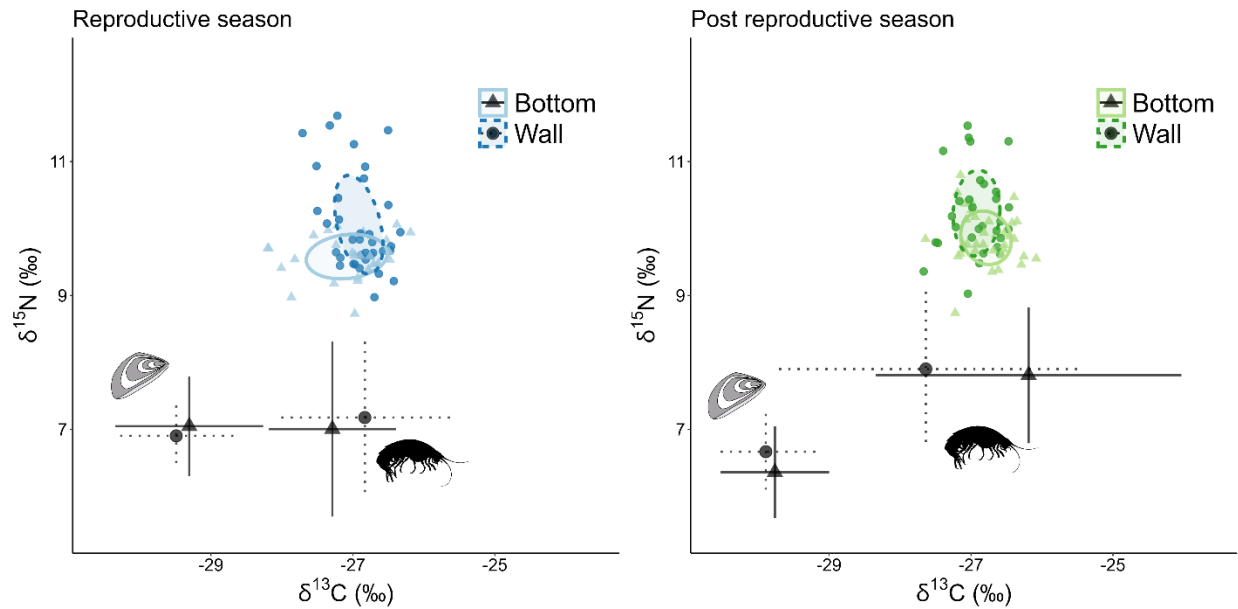 Reproductive season
Bottom
Wall
11
9
7
δ¹⁵N (‰)
-29
-27
-25
δ¹³C (‰)
Post reproductive season
Bottom
Wall
11
9
7
δ¹⁵N (‰)
-29
-27
-25
δ¹³C (‰)